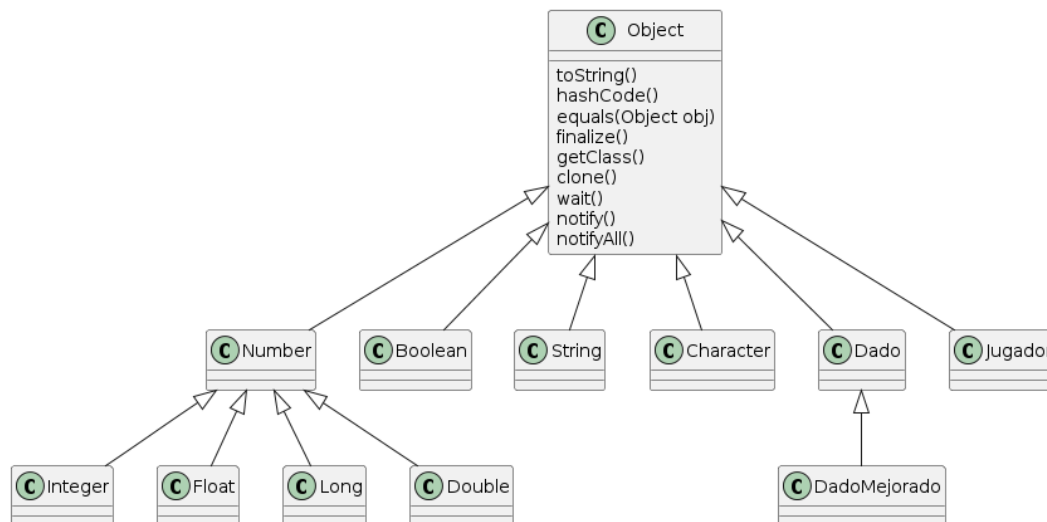 C Object
toString()
hashCode()
equals(Object obj)
finalize()
getClass()
clone()
wait()
notify()
notifyAll()
C Number
C Boolean
C String
C Character
C Dado
C Jugador
C Integer
C Float
C Long
C Double
C DadoMejorado